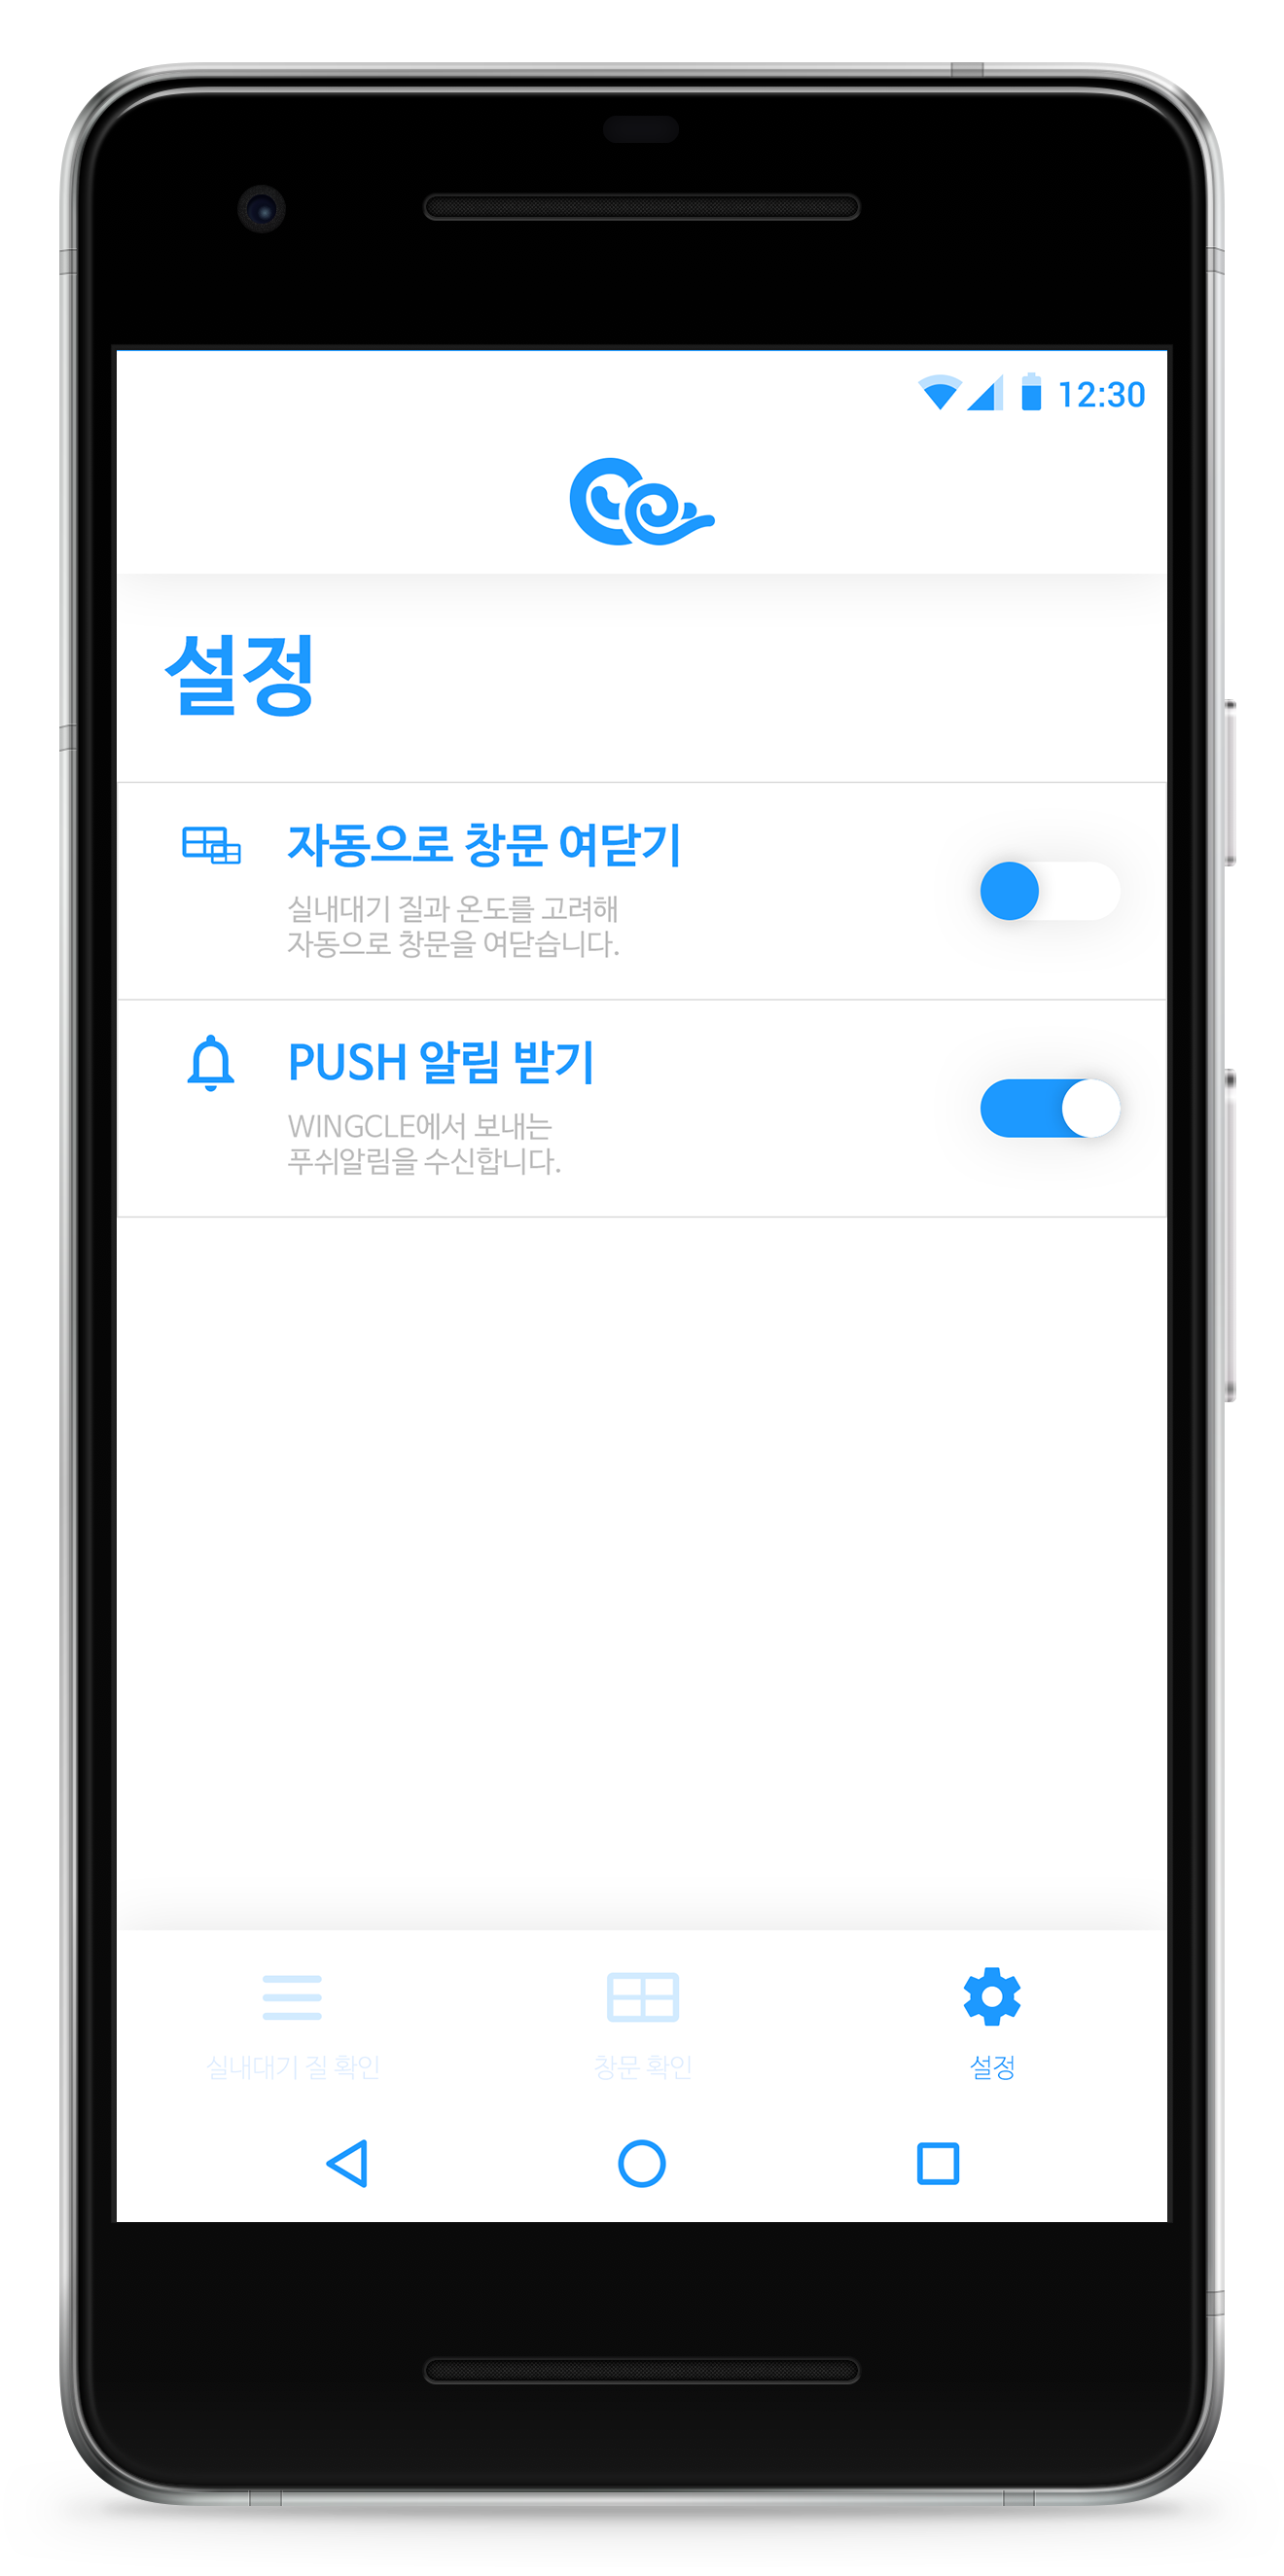 12:30
설정
자동으로 창문 여닫기
실내대기 질과 온도를 고려해
자동으로 창문을 여닫습니다.
PUSH 알림 받기
WINGCLE에서 보내는
푸쉬알림을 수신합니다.
실내대기 질 확인
창문 확인
설정